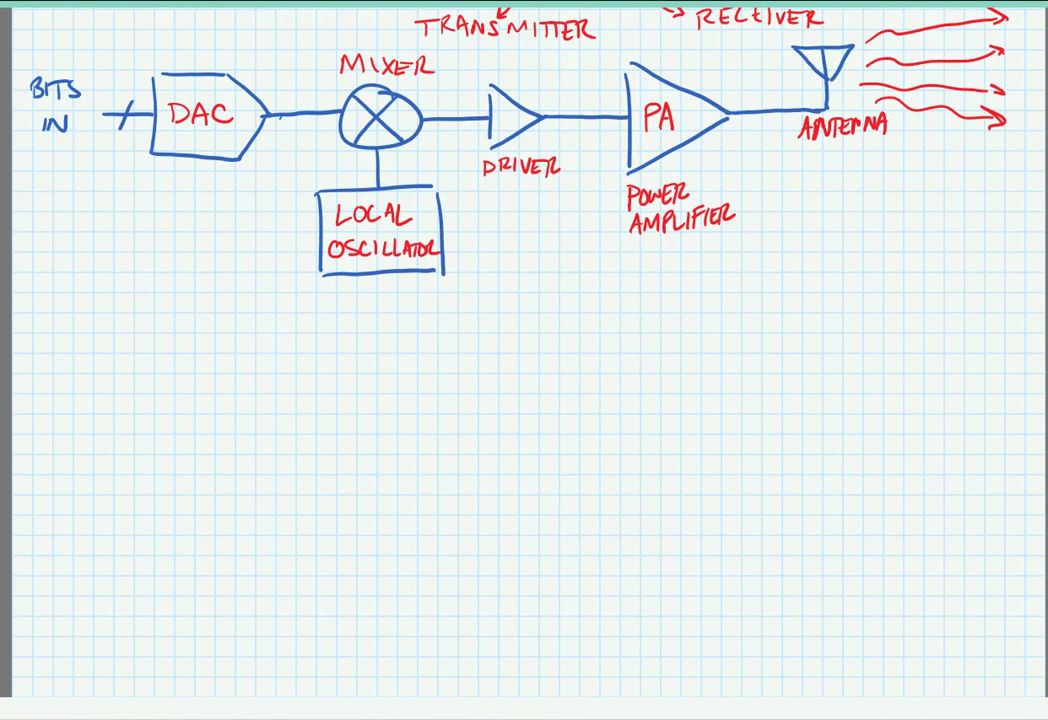 TRANSMITTER
RECEIVER
MIXER
BITS
IN
DAC
PA
ANTENNA
DRIVER
POWER
AMPLIFIER
LOCAL
OSCILLATOR